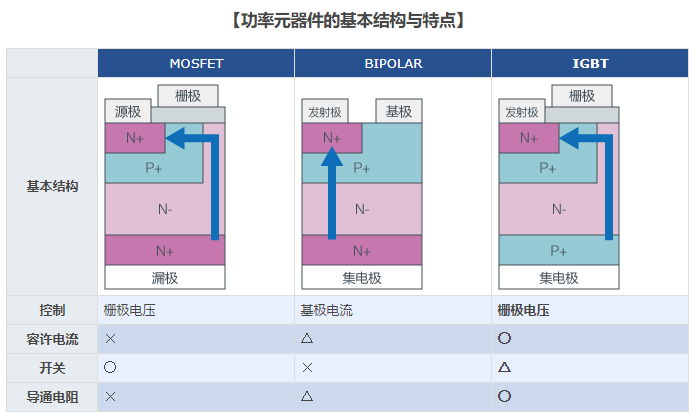 【功率元器件的基本结构与特点】
MOSFET BIPOLAR IGBT
基本结构
源极 栅极
N+
P+
N-
N+
漏极
发射极 基极
N+
P+
N-
N+
集电极
发射极 栅极
N+
P+
N-
P+
集电极
控制 栅极电压 基极电流 栅极电压
容许电流 × △ ○
开关 ○ × △
导通电阻 × △ ○